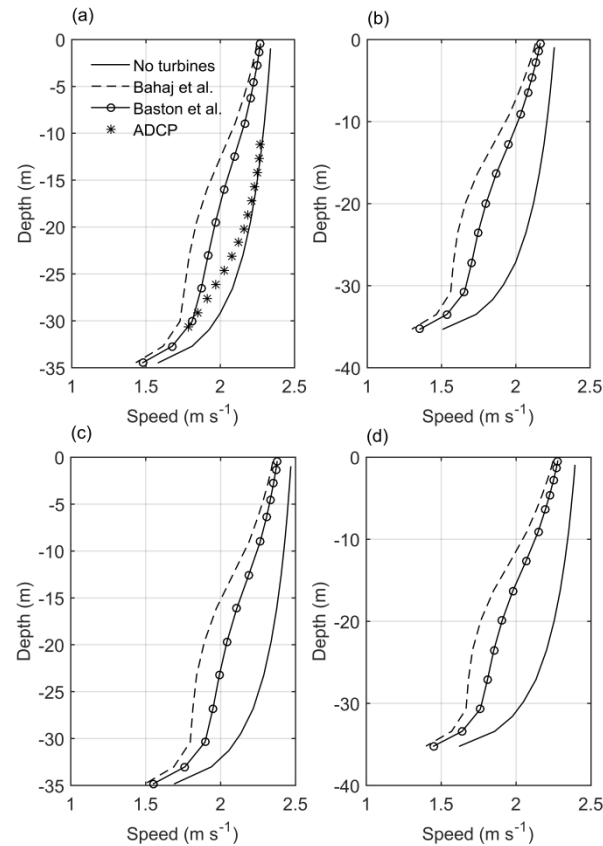 (a)
0
-5
-10
-15
-20
-25
-30
-35
Depth (m)
No turbines
Bahaj et al.
Baston et al.
ADCP
1 1.5 2 2.5
Speed (m s⁻¹)
(b)
0
-10
-20
-30
-40
Depth (m)
1 1.5 2 2.5
Speed (m s⁻¹)
(c)
0
-5
-10
-15
-20
-25
-30
-35
Depth (m)
1 1.5 2 2.5
Speed (m s⁻¹)
(d)
0
-10
-20
-30
-40
Depth (m)
1 1.5 2 2.5
Speed (m s⁻¹)